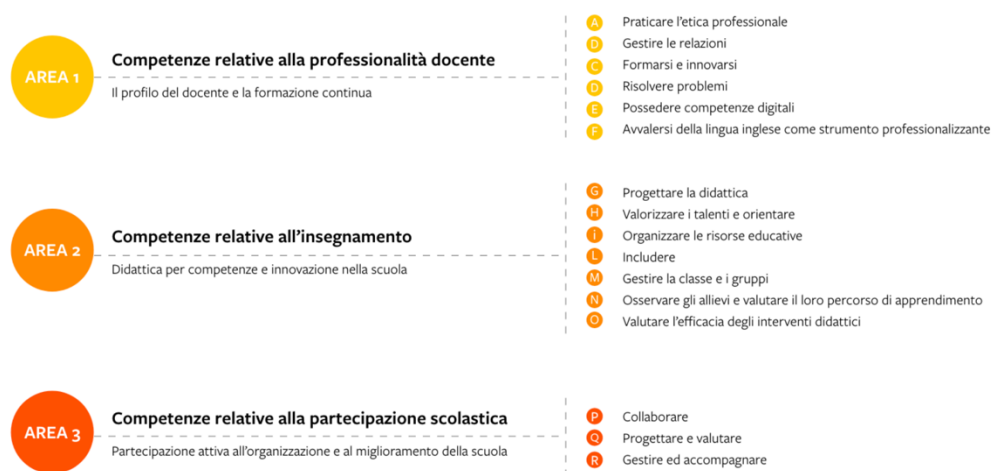 AREA 1
Competenze relative alla professionalità docente
Il profilo del docente e la formazione continua
A Praticare l'etica professionale
D Gestire le relazioni
C Formarsi e innovarsi
D Risolvere problemi
E Possedere competenze digitali
F Avvalersi della lingua inglese come strumento professionalizzante
AREA 2
Competenze relative all'insegnamento
Didattica per competenze e innovazione nella scuola
G Progettare la didattica
H Valorizzare i talenti e orientare
i Organizzare le risorse educative
L Includere
M Gestire la classe e i gruppi
N Osservare gli allievi e valutare il loro percorso di apprendimento
O Valutare l'efficacia degli interventi didattici
AREA 3
Competenze relative alla partecipazione scolastica
Partecipazione attiva all'organizzazione e al miglioramento della scuola
P Collaborare
Q Progettare e valutare
R Gestire ed accompagnare